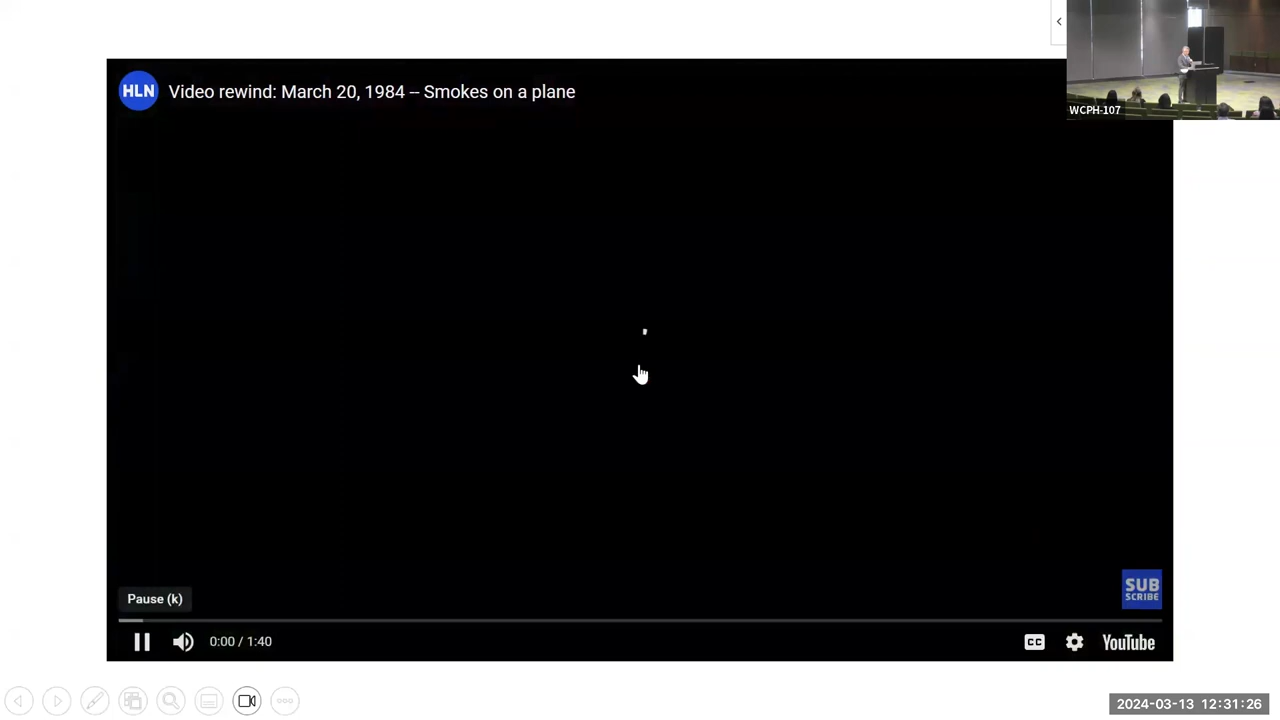 HLN
Video rewind: March 20, 1984 -- Smokes on a plane
WCPH-107
SUB
SCRIBE
Pause (k)
0:00 / 1:40
CC
YouTube
2024-03-13 12:31:26